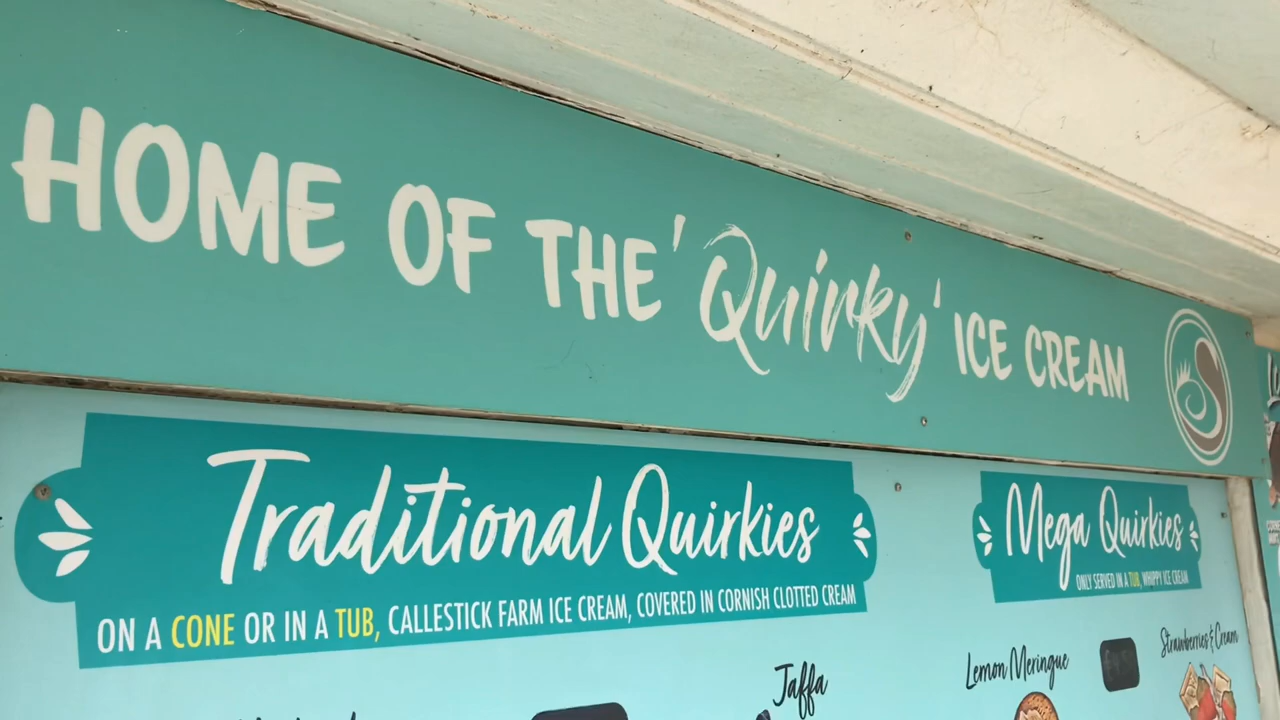 HOME OF THE 'Quirky' ICE CREAM
Traditional Quirkies
ON A CONE OR IN A TUB, CALLESTICK FARM ICE CREAM, COVERED IN CORNISH CLOTTED CREAM
Mega Quirkies
ONLY SERVED IN A TUB, WHIPPY ICE CREAM
Jaffa
Lemon Meringue
Strawberries & Cream